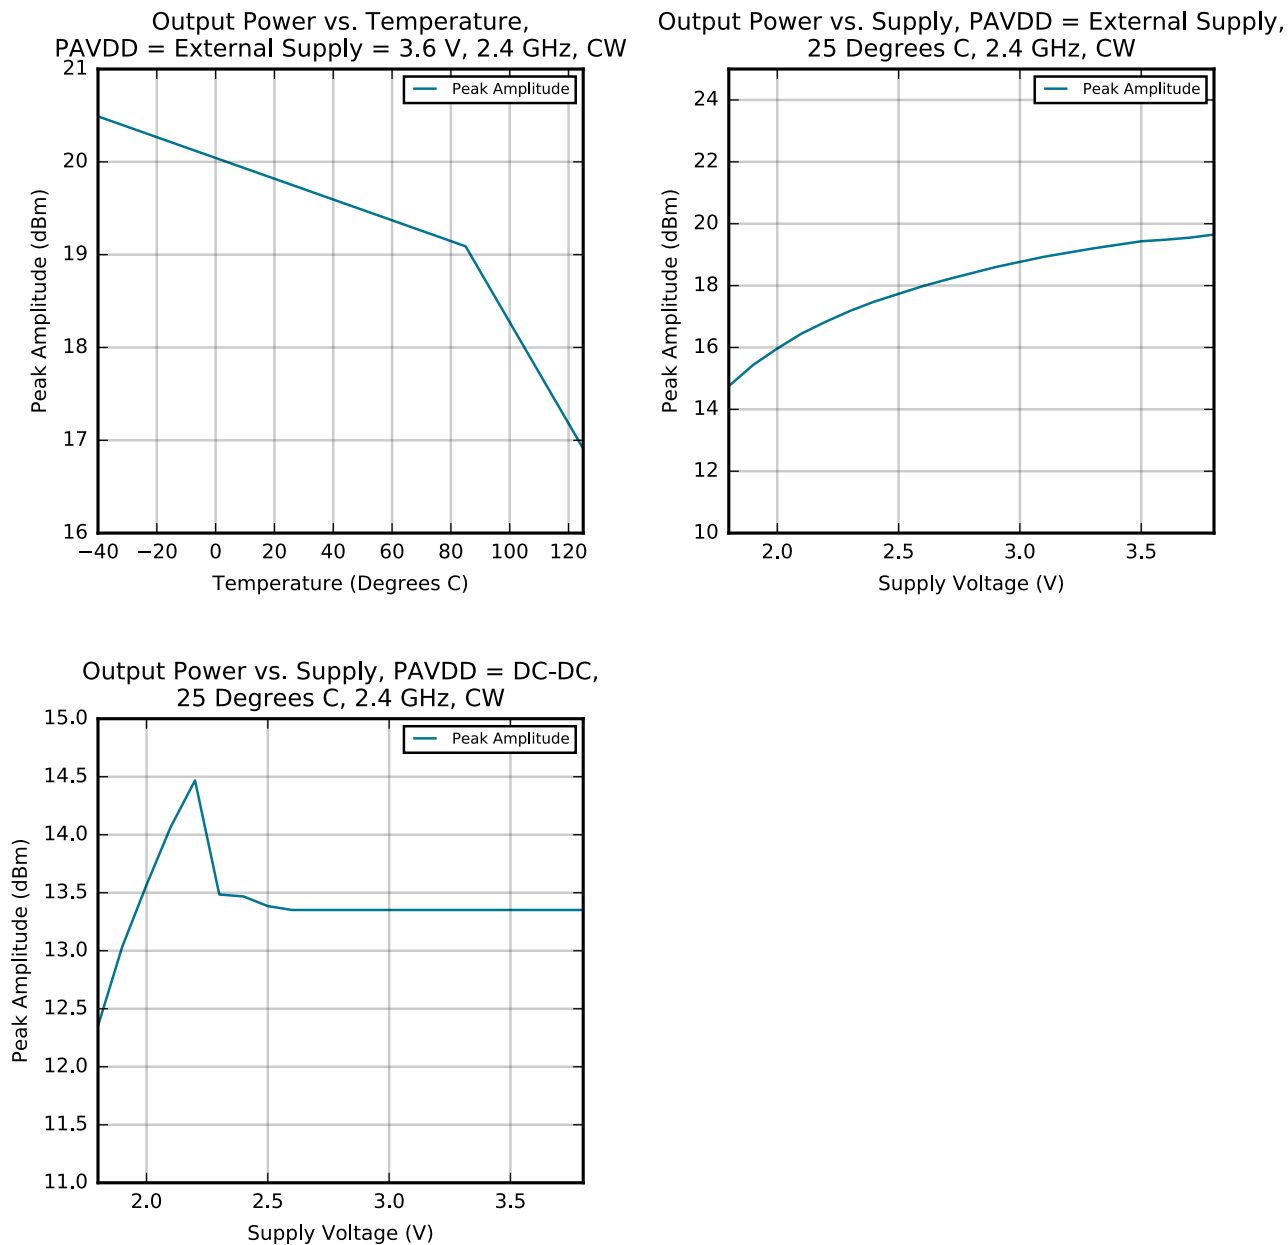 Output Power vs. Temperature,
PAVDD = External Supply = 3.6 V, 2.4 GHz, CW
Peak Amplitude
21
20
19
18
17
16
Peak Amplitude (dBm)
−40 −20 0 20 40 60 80 100 120
Temperature (Degrees C)
Output Power vs. Supply, PAVDD = External Supply,
25 Degrees C, 2.4 GHz, CW
Peak Amplitude
24
22
20
18
16
14
12
10
Peak Amplitude (dBm)
2.0 2.5 3.0 3.5
Supply Voltage (V)
Output Power vs. Supply, PAVDD = DC-DC,
25 Degrees C, 2.4 GHz, CW
Peak Amplitude
15.0
14.5
14.0
13.5
13.0
12.5
12.0
11.5
11.0
Peak Amplitude (dBm)
2.0 2.5 3.0 3.5
Supply Voltage (V)